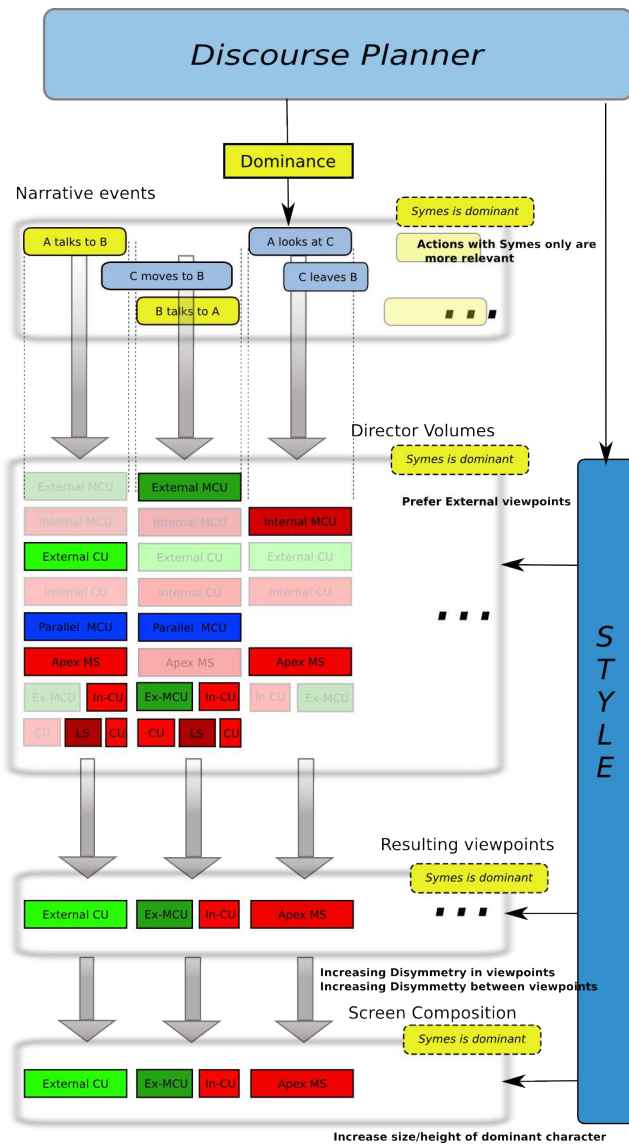 Discourse Planner
Dominance
Narrative events
Symes is dominant
A talks to B
A looks at C
Actions with Symes only are
more relevant
C moves to B
C leaves B
B talks to A
. . .
Director Volumes
Symes is dominant
External MCU
External MCU
Prefer External viewpoints
Internal MCU
Internal MCU
Internal MCU
External CU
External CU
External CU
Internal CU
Internal CU
Internal CU
Parallel MCU
Parallel MCU
. . .
Apex MS
Apex MS
Apex MS
Ex-MCU
In-CU
Ex-MCU
In-CU
In-CU
Ex-MCU
CU
LS
CU
CU
LS
CU
STYLE
Resulting viewpoints
Symes is dominant
External CU
Ex-MCU
In-CU
Apex MS
. . .
Increasing Disymmetry in viewpoints
Increasing Disymmetty between viewpoints
Screen Composition
Symes is dominant
External CU
Ex-MCU
In-CU
Apex MS
Increase size/height of dominant character